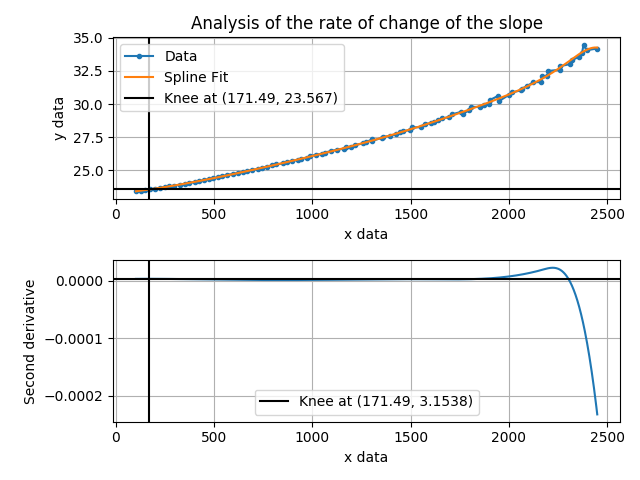 Analysis of the rate of change of the slope
35.0
32.5
30.0
27.5
25.0
y data
Data
Spline Fit
Knee at (171.49, 23.567)
0 500 1000 1500 2000 2500
x data
0.0000
−0.0001
−0.0002
Second derivative
Knee at (171.49, 3.1538)
0 500 1000 1500 2000 2500
x data